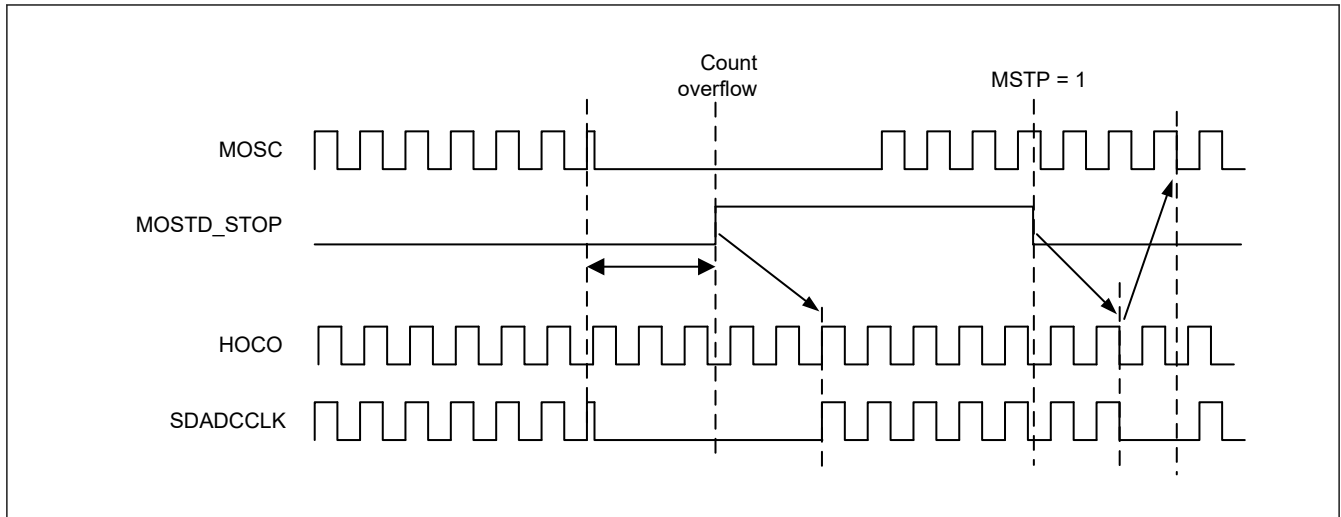 Count
overflow
MSTP = 1
MOSC
MOSTD_STOP
HOCO
SDADCCLK